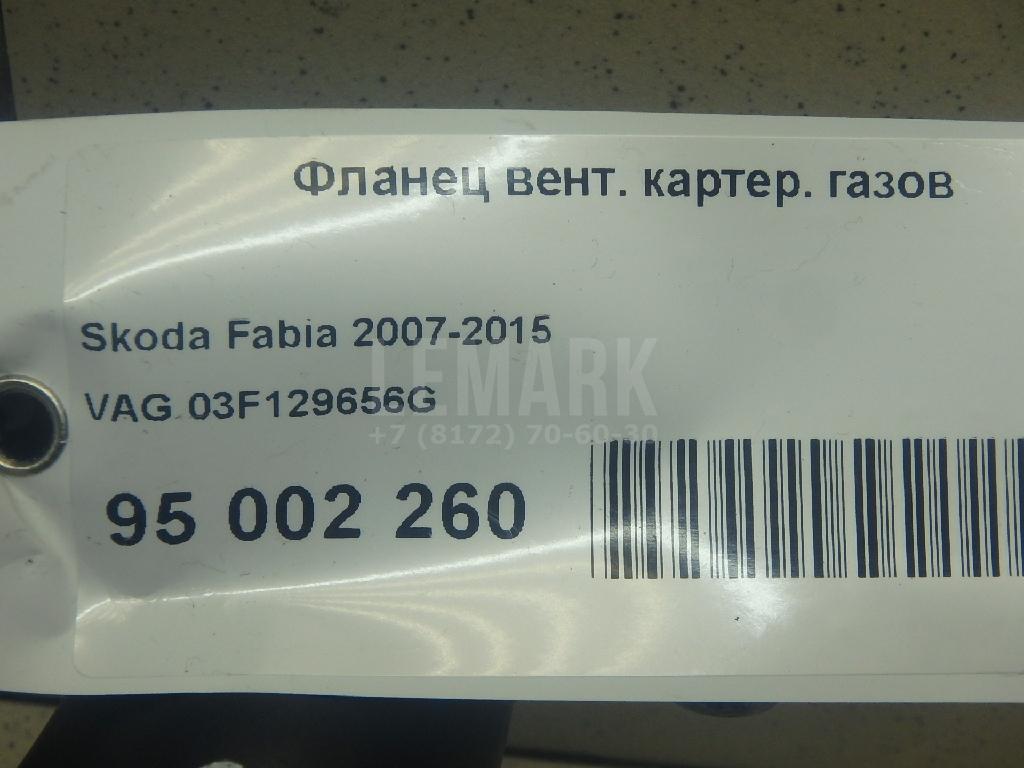 Фланец вент. картер. газов
Skoda Fabia 2007-2015
LEMARK
VAG 03F129656G
+7 (8172) 70-60-30
95 002 260